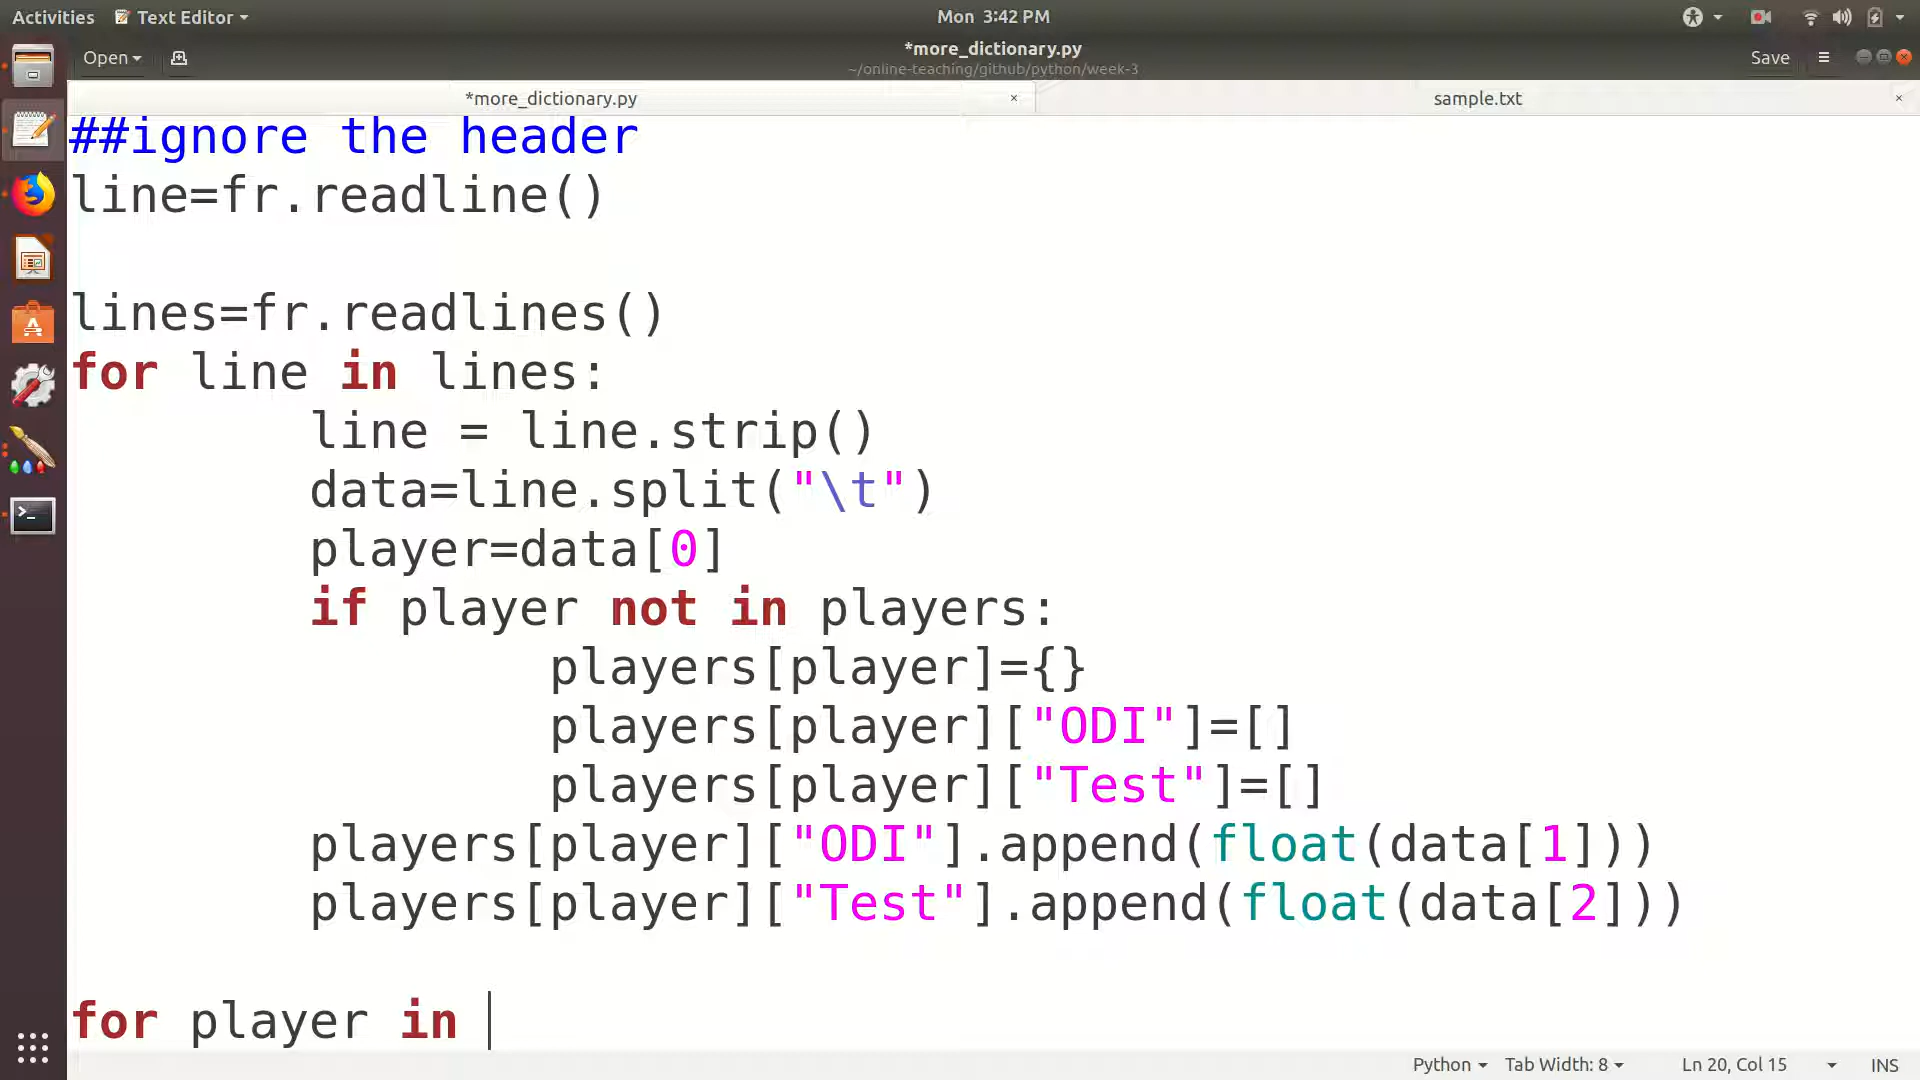 Activities Text Editor Mon 3:42 PM
Open *more_dictionary.py Save
~/online-teaching/github/python/week-3
*more_dictionary.py × sample.txt ×
##ignore the header
line=fr.readline()
lines=fr.readlines()
for line in lines:
line = line.strip()
data=line.split("\t")
player=data[0]
if player not in players:
players[player]={}
players[player]["ODI"]=[]
players[player]["Test"]=[]
players[player]["ODI"].append(float(data[1]))
players[player]["Test"].append(float(data[2]))
for player in
Python Tab Width: 8 Ln 20, Col 15 INS